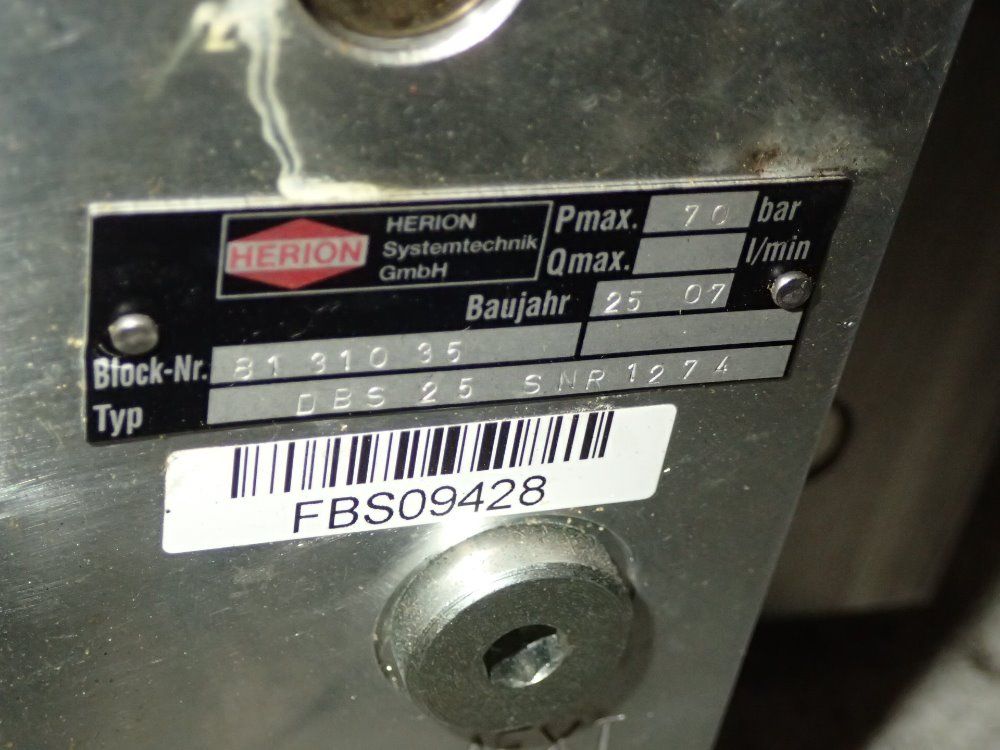 HERION
HERION
Systemtechnik
GmbH
Pmax. 70 bar
Qmax. l/min
Baujahr 25 07
Block-Nr. 81 310 35
Typ DBS 25 SNR 1274
FBS09428